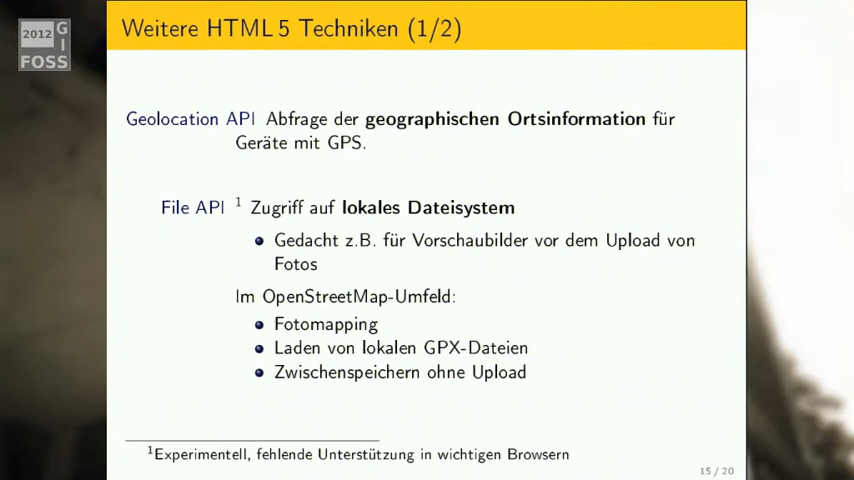 2012
GI
FOSS
Weitere HTML 5 Techniken (1/2)
Geolocation API Abfrage der geographischen Ortsinformation für
Geräte mit GPS.
File API 1 Zugriff auf lokales Dateisystem
Gedacht z.B. für Vorschaubilder vor dem Upload von
Fotos
Im OpenStreetMap-Umfeld:
Fotomapping
Laden von lokalen GPX-Dateien
Zwischenspeichern ohne Upload
1Experimentell, fehlende Unterstützung in wichtigen Browsern
15 / 20